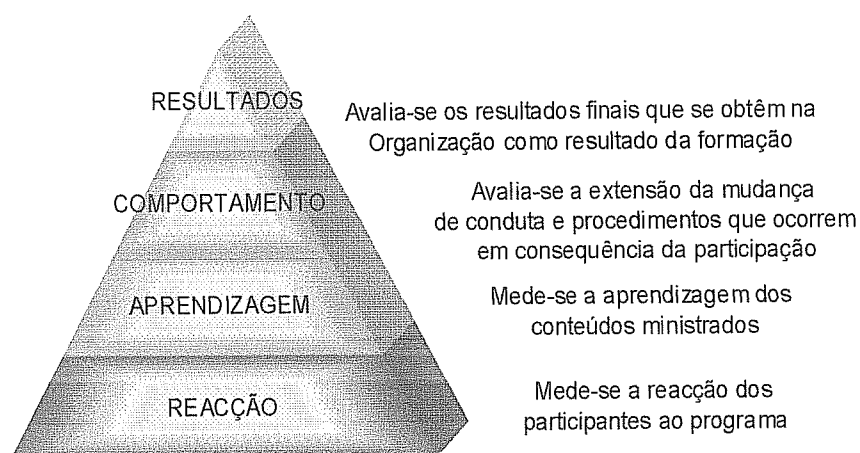 RESULTADOS
Avalia-se os resultados finais que se obtêm na
Organização como resultado da formação
COMPORTAMENTO
Avalia-se a extensão da mudança
de conduta e procedimentos que ocorrem
em consequência da participação
APRENDIZAGEM
Mede-se a aprendizagem dos
conteúdos ministrados
REACÇÃO
Mede-se a reacção dos
participantes ao programa